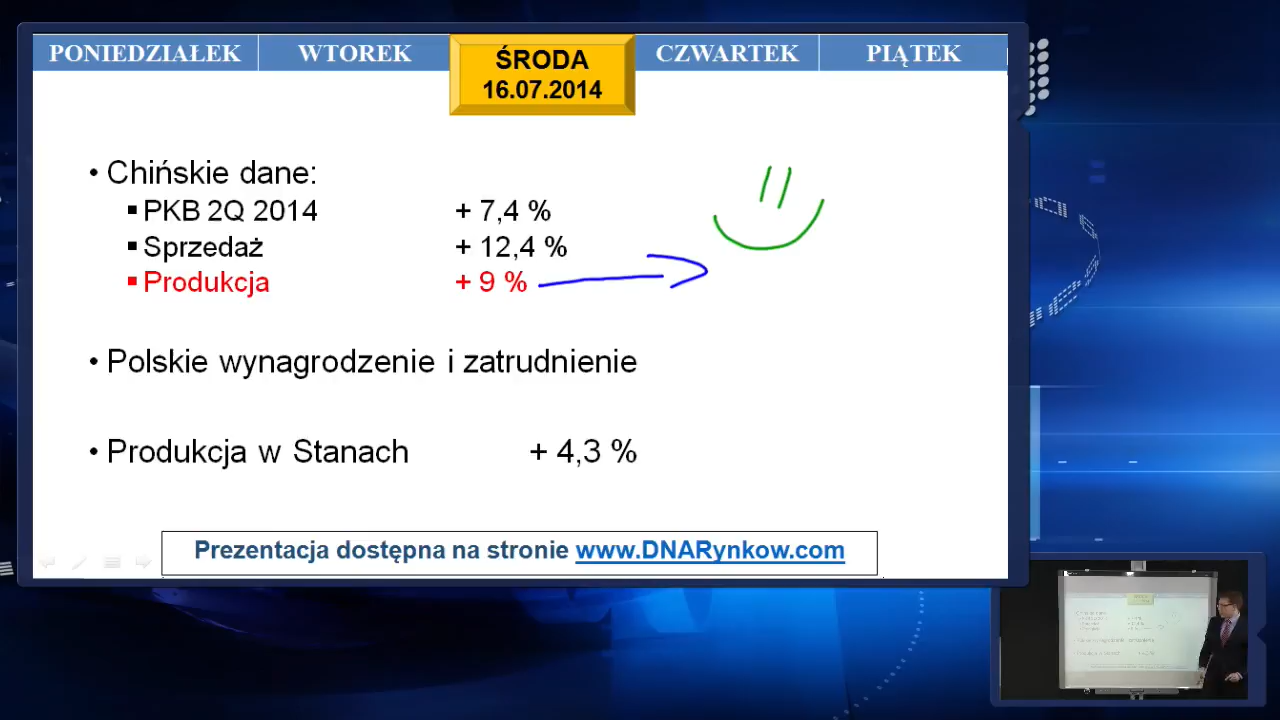 PONIEDZIAŁEK WTOREK ŚRODA CZWARTEK PIĄTEK
16.07.2014
• Chińskie dane:
▪ PKB 2Q 2014 + 7,4 %
▪ Sprzedaż + 12,4 %
▪ Produkcja + 9 %
• Polskie wynagrodzenie i zatrudnienie
• Produkcja w Stanach + 4,3 %
Prezentacja dostępna na stronie www.DNARynkow.com